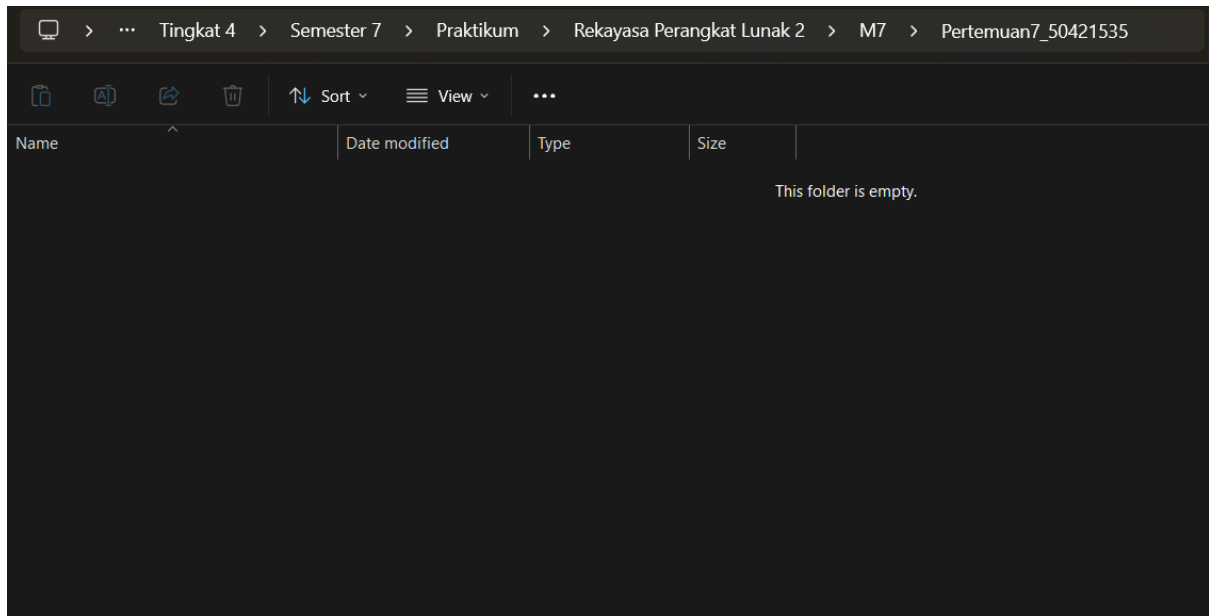 > ... Tingkat 4 > Semester 7 > Praktikum > Rekayasa Perangkat Lunak 2 > M7 > Pertemuan7_50421535
Sort View ...
Name Date modified Type Size
This folder is empty.